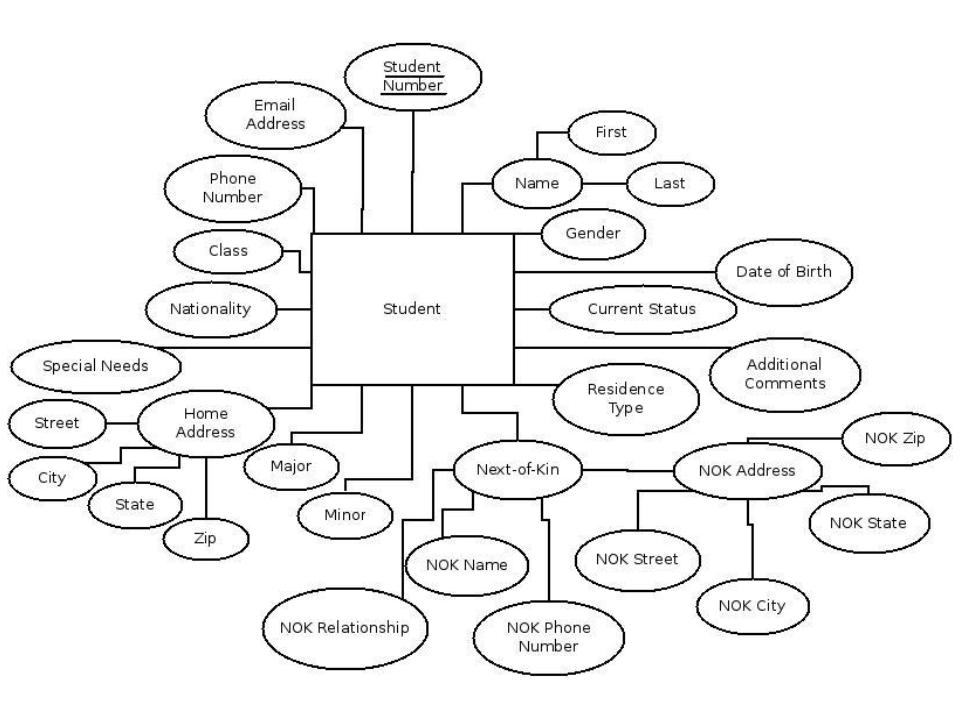 Student
Number
Email
Address
First
Phone
Number
Name
Last
Gender
Class
Date of Birth
Nationality
Student
Current Status
Special Needs
Additional
Comments
Residence
Type
Street
Home
Address
NOK Zip
City
Major
Next-of-Kin
NOK Address
State
Minor
NOK State
Zip
NOK Name
NOK Street
NOK City
NOK Relationship
NOK Phone
Number